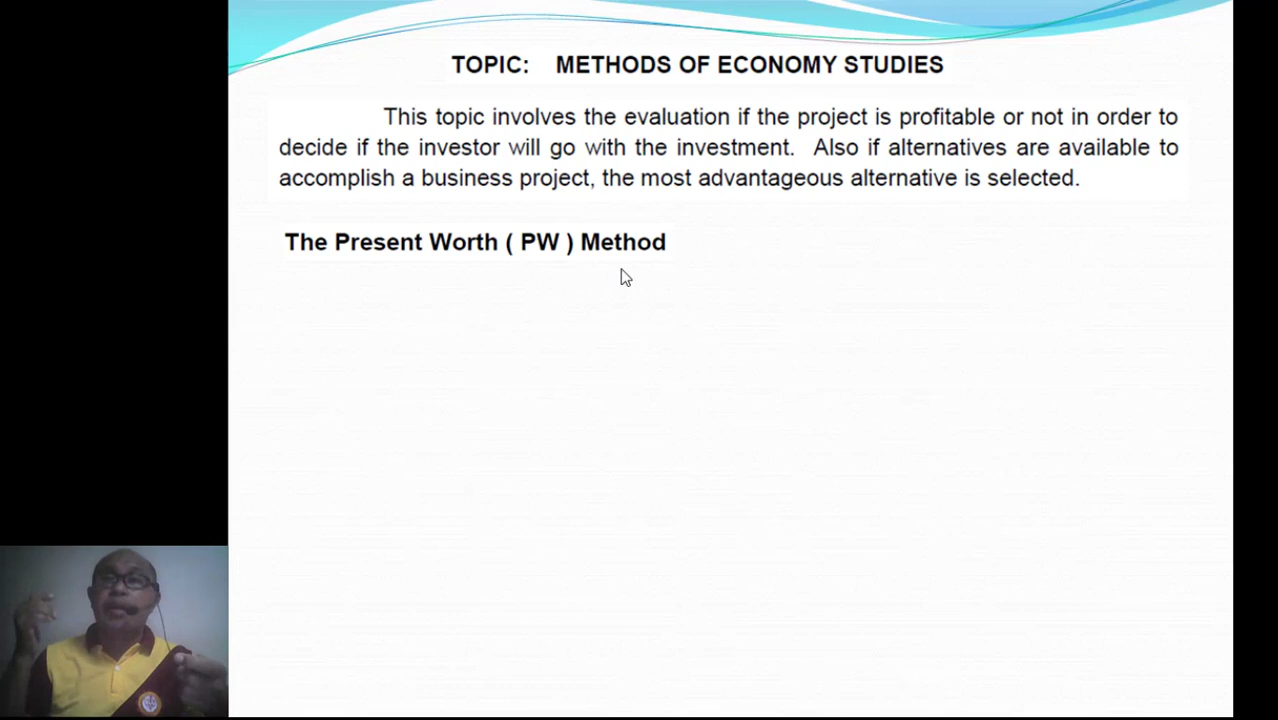 TOPIC: METHODS OF ECONOMY STUDIES
This topic involves the evaluation if the project is profitable or not in order to
decide if the investor will go with the investment. Also if alternatives are available to
accomplish a business project, the most advantageous alternative is selected.
The Present Worth ( PW ) Method